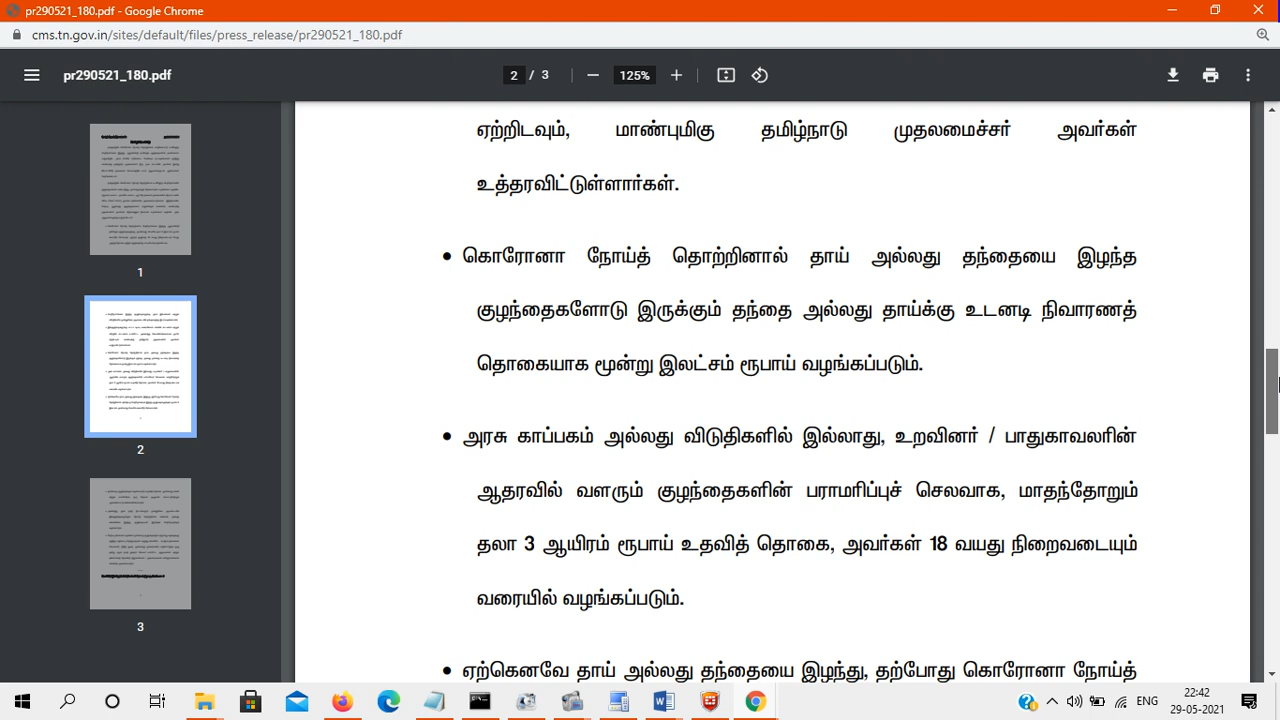 pr290521_180.pdf - Google Chrome
cms.tn.gov.in/sites/default/files/press_release/pr290521_180.pdf
pr290521_180.pdf
2 / 3
125%
ஏற்றிடவும், மாண்புமிகு தமிழ்நாடு முதலமைச்சர் அவர்கள்
உத்தரவிட்டுள்ளார்கள்.
• கொரோனா நோய்த் தொற்றினால் தாய் அல்லது தந்தையை இழந்த
குழந்தைகளோடு இருக்கும் தந்தை அல்லது தாய்க்கு உடனடி நிவாரணத்
தொகையாக மூன்று இலட்சம் ரூபாய் வழங்கப்படும்.
• அரசு காப்பகம் அல்லது விடுதிகளில் இல்லாது, உறவினர் / பாதுகாவலரின்
ஆதரவில் வளரும் குழந்தைகளின் பராமரிப்புச் செலவாக, மாதந்தோறும்
தலா 3 ஆயிரம் ரூபாய் உதவித் தொகை, அவர்கள் 18 வயது நிறைவடையும்
வரையில் வழங்கப்படும்.
• ஏற்கெனவே தாய் அல்லது தந்தையை இழந்து, தற்போது கொரோனா நோய்த்
1
2
3
ENG
22:42
29-05-2021